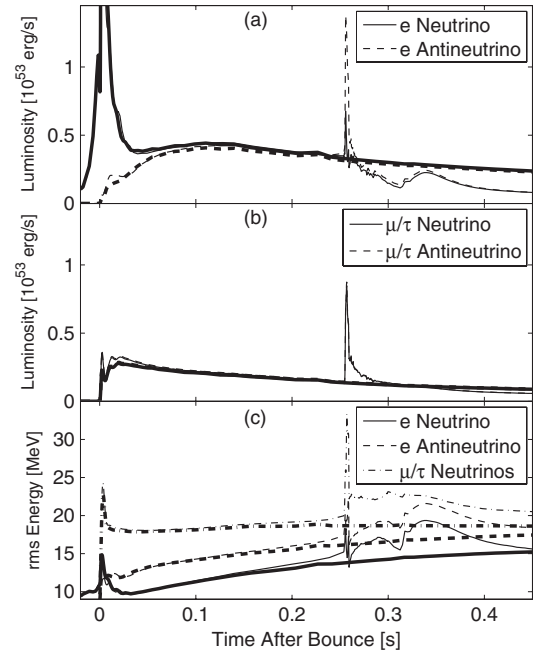 (a)
e Neutrino
e Antineutrino
Luminosity [10^53 erg/s]
1
0.5
0
(b)
μ/τ Neutrino
μ/τ Antineutrino
Luminosity [10^53 erg/s]
1
0.5
0
(c)
e Neutrino
e Antineutrino
μ/τ Neutrinos
rms Energy [MeV]
30
25
20
15
10
0 0.1 0.2 0.3 0.4
Time After Bounce [s]